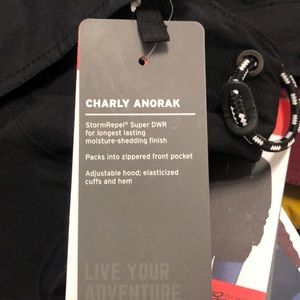 CHARLY ANORAK
StormRepel® Super DWR
for longest lasting
moisture-shedding finish
Packs into zippered front pocket
Adjustable hood; elasticized
cuffs and hem
LIVE YOUR
ADVENTURE